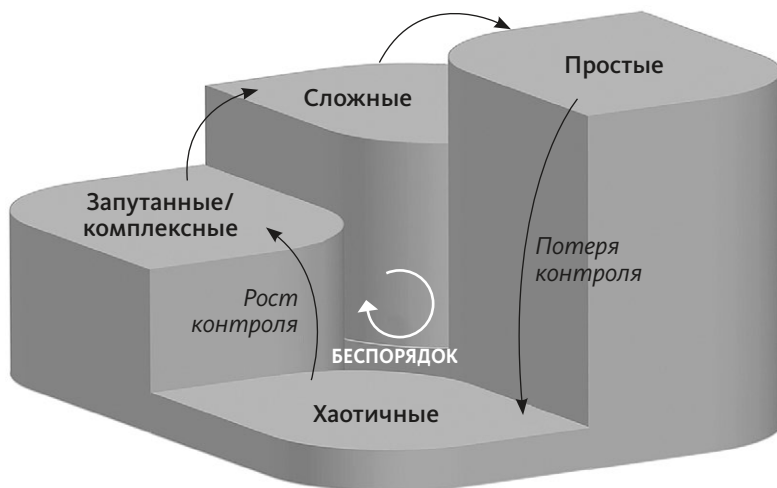 Простые
Сложные
Запутанные/
комплексные
Потеря
контроля
Рост
контроля
БЕСПОРЯДОК
Хаотичные